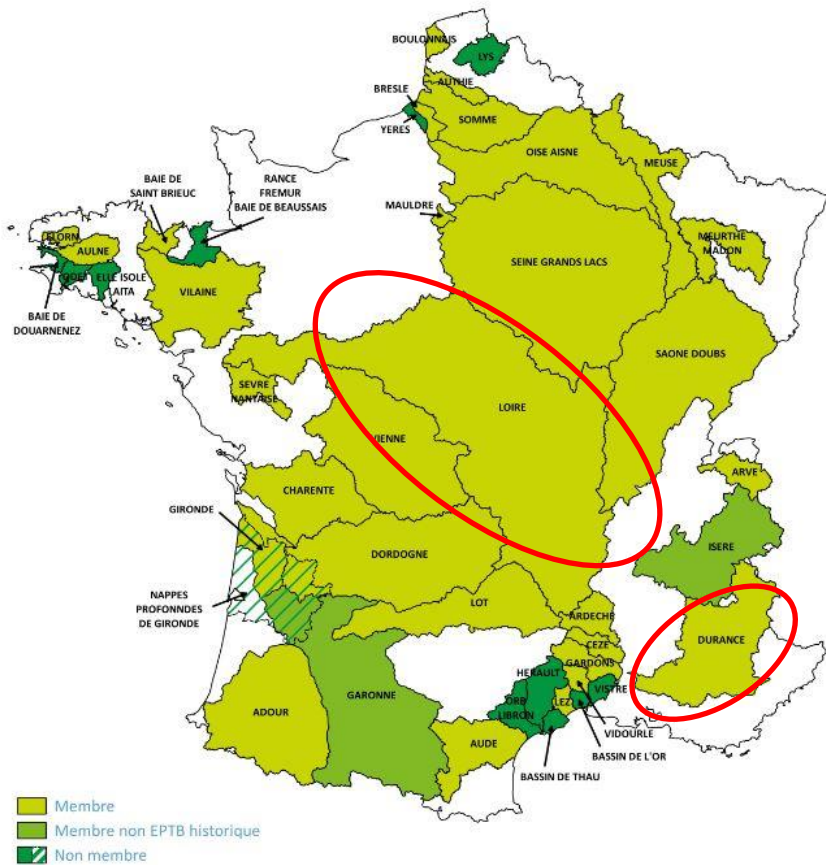 BOULONNAIS
LYS
AUTHIE
BRESLE
SOMME
YERES
OISE AISNE
MEUSE
BAIE DE
SAINT BRIEUC
RANCE
FREMUR
BAIE DE BEAUSSAIS
MAULDRE
MEURTHE
MADON
ELORN
AULNE
SEINE GRANDS LACS
ODET
ELLE ISOLE
AITA
VILAINE
BAIE DE
DOUARNENEZ
SAONE DOUBS
SEVRE
NANTAISE
LOIRE
VIENNE
ARVE
CHARENTE
GIRONDE
ISERE
DORDOGNE
NAPPES
PROFONNDES
DE GIRONDE
LOT
ARDECHE
DURANCE
CEZE
GARDONS
HERAULT
VISTRE
GARONNE
ORB
LIBRON
LEZ
ADOUR
VIDOURLE
AUDE
BASSIN DE L'OR
BASSIN DE THAU
Membre
Membre non EPTB historique
Non membre